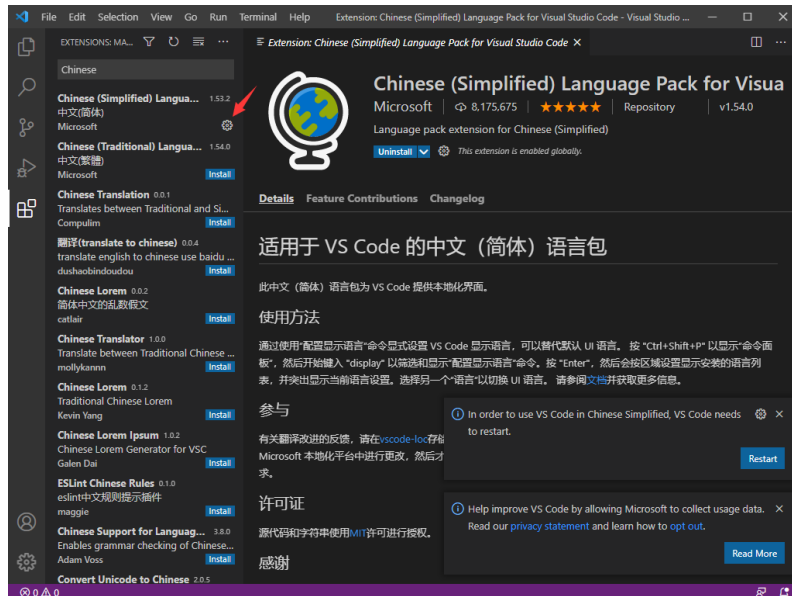 File Edit Selection View Go Run Terminal Help Extension: Chinese (Simplified) Language Pack for Visual Studio Code - Visual Studio ...
EXTENSIONS: MA... ...
Chinese
Chinese (Simplified) Langua... 1.53.2
中文(简体)
Microsoft
Chinese (Traditional) Langua... 1.54.0
中文(繁體)
Microsoft Install
Chinese Translation 0.0.1
Translates between Traditional and Si...
Compulim Install
翻译(translate to chinese) 0.0.4
translate english to chinese use baidu ...
dushaobindoudou Install
Chinese Lorem 0.0.2
简体中文的乱数假文
catlair Install
Chinese Translator 1.0.0
Translate between Traditional Chinese ...
mollykannn Install
Chinese Lorem 0.1.2
Traditional Chinese Lorem
Kevin Yang Install
Chinese Lorem Ipsum 1.0.2
Chinese Lorem Generator for VSC
Galen Dai Install
ESLint Chinese Rules 0.1.0
eslint中文规则提示插件
maggie Install
Chinese Support for Languag... 3.8.0
Enables grammar checking of Chinese...
Adam Voss Install
Convert Unicode to Chinese 2.0.5
Extension: Chinese (Simplified) Language Pack for Visual Studio Code
Chinese (Simplified) Language Pack for Visua
Microsoft 8,175,675 Repository v1.54.0
Language pack extension for Chinese (Simplified)
Uninstall This extension is enabled globally.
Details Feature Contributions Changelog
适用于 VS Code 的中文（简体）语言包
此中文（简体）语言包为 VS Code 提供本地化界面。
使用方法
通过使用“配置显示语言”命令显式设置 VS Code 显示语言，可以替代默认 UI 语言。 按 "Ctrl+Shift+P" 以显示“命令面
板”，然后开始键入 "display" 以筛选和显示“配置显示语言”命令。按 "Enter"，然后会按区域设置显示安装的语言列
表，并突出显示当前语言设置。选择另一个“语言”以切换 UI 语言。 请参阅文档并获取更多信息。
参与
有关翻译改进的反馈，请在vscode-loc存储
Microsoft 本地化平台中进行更改，然后才
求。
许可证
源代码和字符串使用MIT许可进行授权。
感谢
In order to use VS Code in Chinese Simplified, VS Code needs
to restart.
Restart
Help improve VS Code by allowing Microsoft to collect usage data.
Read our privacy statement and learn how to opt out.
Read More
0 0